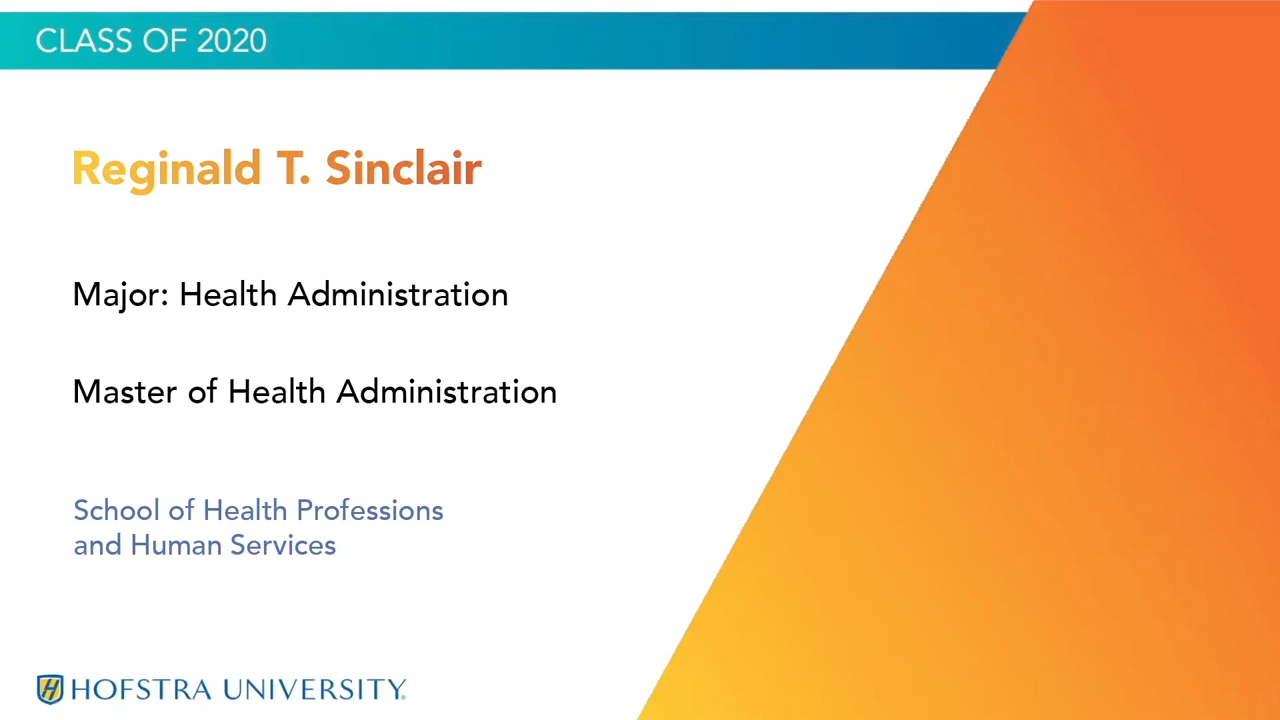 CLASS OF 2020
Reginald T. Sinclair
Major: Health Administration
Master of Health Administration
School of Health Professions
and Human Services
HOFSTRA UNIVERSITY®